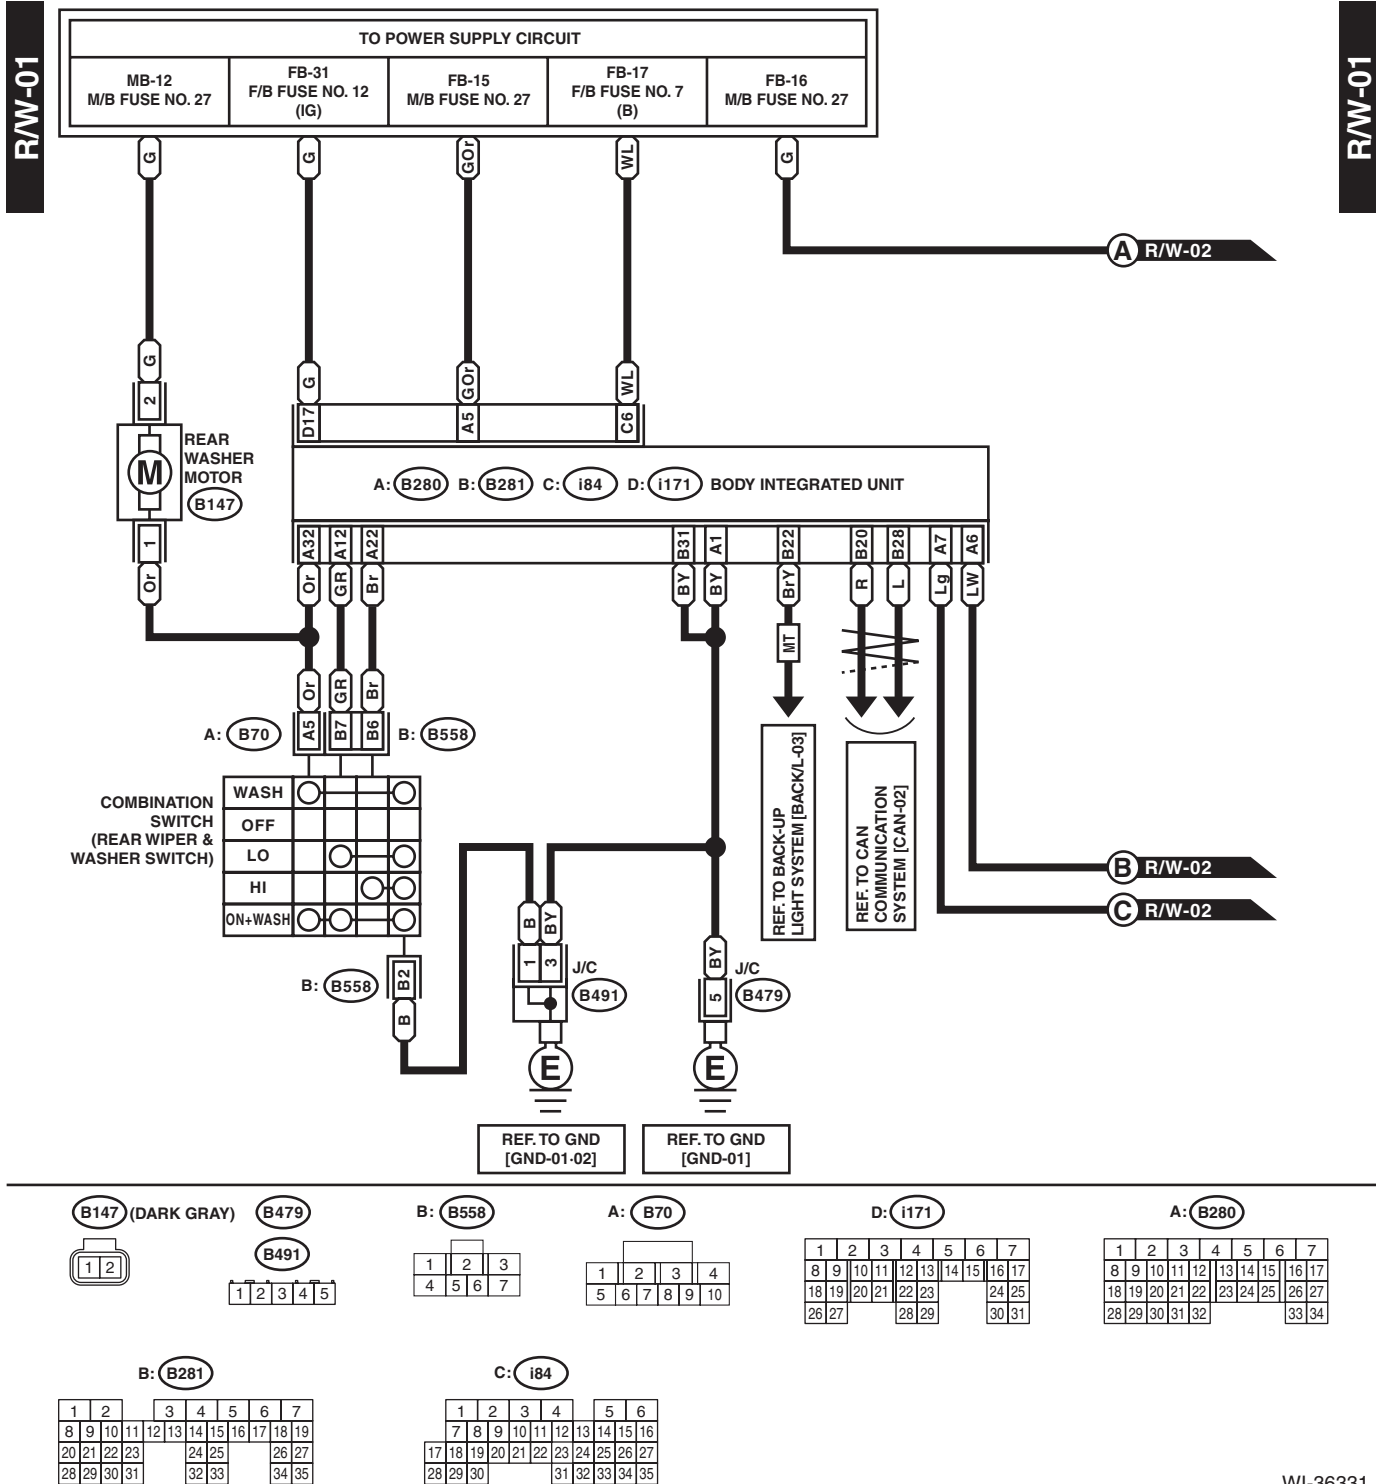 R/W-01
R/W-01
TO POWER SUPPLY CIRCUIT
MB-12
M/B FUSE NO. 27
FB-31
F/B FUSE NO. 12
(IG)
FB-15
M/B FUSE NO. 27
FB-17
F/B FUSE NO. 7
(B)
FB-16
M/B FUSE NO. 27
G
G
GOr
WL
G
A R/W-02
G
G
GOr
WL
2
D17
A5
C6
REAR
WASHER
MOTOR
B147
M
A: B280 B: B281 C: i84 D: i171 BODY INTEGRATED UNIT
1
A32
A12
A22
B31
A1
B22
B20
B28
A7
A6
Or
Or
GR
Br
BY
BY
BrY
R
L
Lg
LW
MT
Or
GR
Br
A: B70
A5
B7
B6
B: B558
COMBINATION
SWITCH
(REAR WIPER &
WASHER SWITCH)
WASH
OFF
LO
HI
ON+WASH
REF. TO BACK-UP
LIGHT SYSTEM [BACK/L-03]
REF. TO CAN
COMMUNICATION
SYSTEM [CAN-02]
B R/W-02
C R/W-02
B: B558
B2
B
B
BY
1
3
J/C
B491
BY
5
J/C
B479
E
E
REF. TO GND
[GND-01·02]
REF. TO GND
[GND-01]
B147 (DARK GRAY)
1 2
B479
B491
1 2 3 4 5
B: B558
1 2 3
4 5 6 7
A: B70
1 2 3 4
5 6 7 8 9 10
D: i171
1 2 3 4 5 6 7
8 9 10 11 12 13 14 15 16 17
18 19 20 21 22 23 24 25
26 27 28 29 30 31
A: B280
1 2 3 4 5 6 7
8 9 10 11 12 13 14 15 16 17
18 19 20 21 22 23 24 25 26 27
28 29 30 31 32 33 34
B: B281
1 2 3 4 5 6 7
8 9 10 11 12 13 14 15 16 17 18 19
20 21 22 23 24 25 26 27
28 29 30 31 32 33 34 35
C: i84
1 2 3 4 5 6
7 8 9 10 11 12 13 14 15 16
17 18 19 20 21 22 23 24 25 26 27
28 29 30 31 32 33 34 35
WI-36331